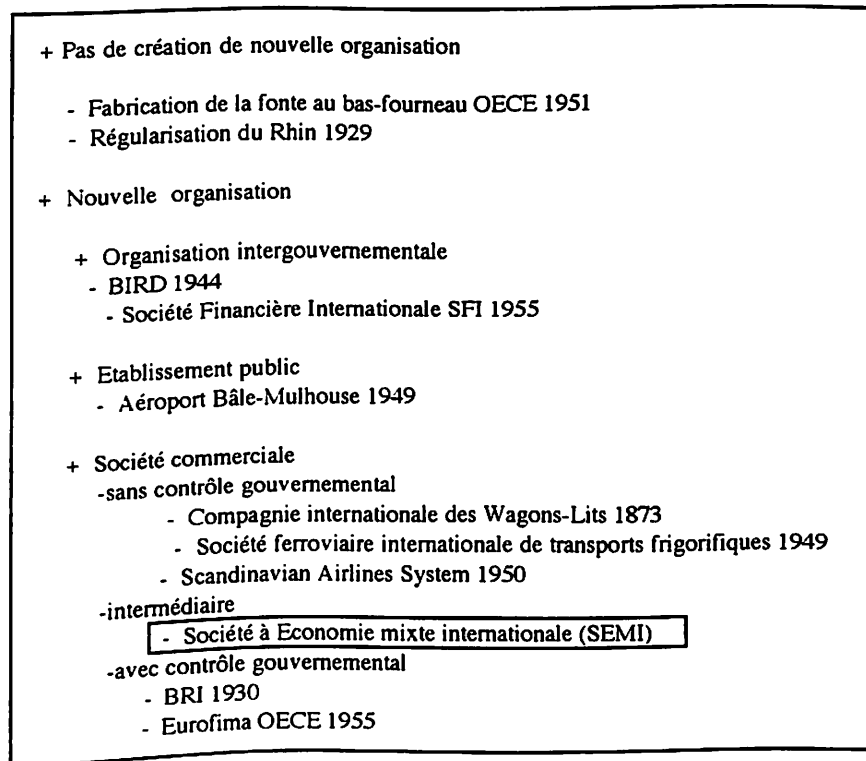 + Pas de création de nouvelle organisation
- Fabrication de la fonte au bas-fourneau OECE 1951
- Régularisation du Rhin 1929
+ Nouvelle organisation
+ Organisation intergouvernementale
- BIRD 1944
- Société Financière Internationale SFI 1955
+ Etablissement public
- Aéroport Bâle-Mulhouse 1949
+ Société commerciale
-sans contrôle gouvernemental
- Compagnie internationale des Wagons-Lits 1873
- Société ferroviaire internationale de transports frigorifiques 1949
- Scandinavian Airlines System 1950
-intermédiaire
- Société à Economie mixte internationale (SEMI)
-avec contrôle gouvernemental
- BRI 1930
- Eurofima OECE 1955